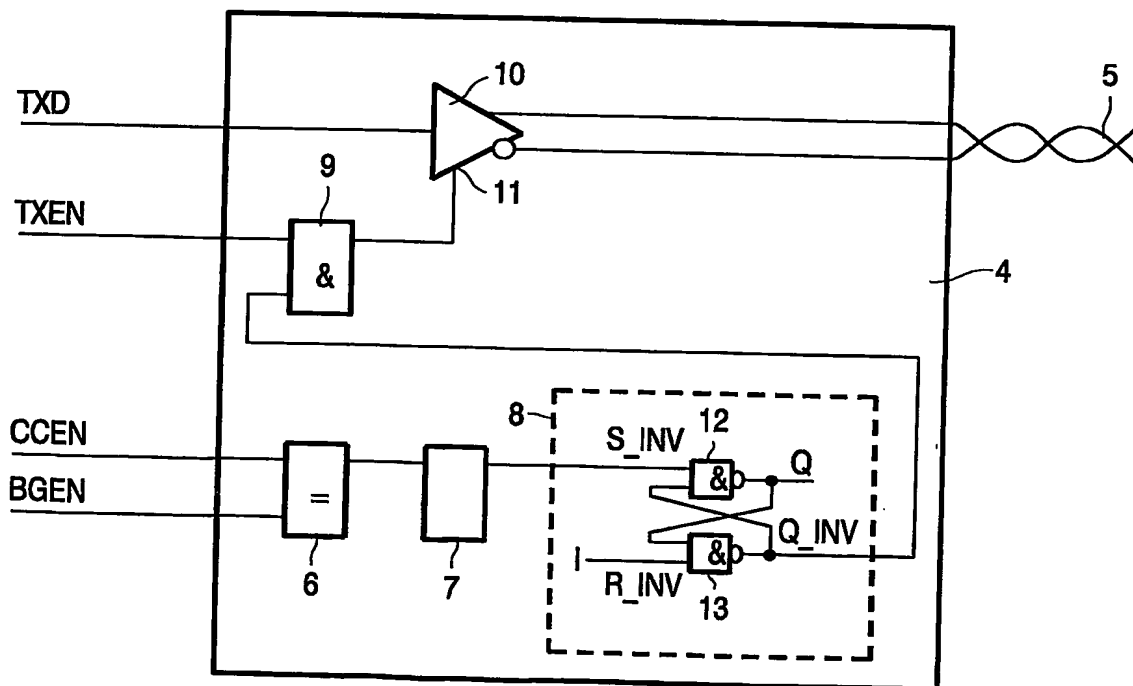 10
5
TXD
9
11
TXEN
&
4
8
12
CCEN
S_INV
Q
&
BGEN
=
Q_INV
&
6
7
R_INV
13